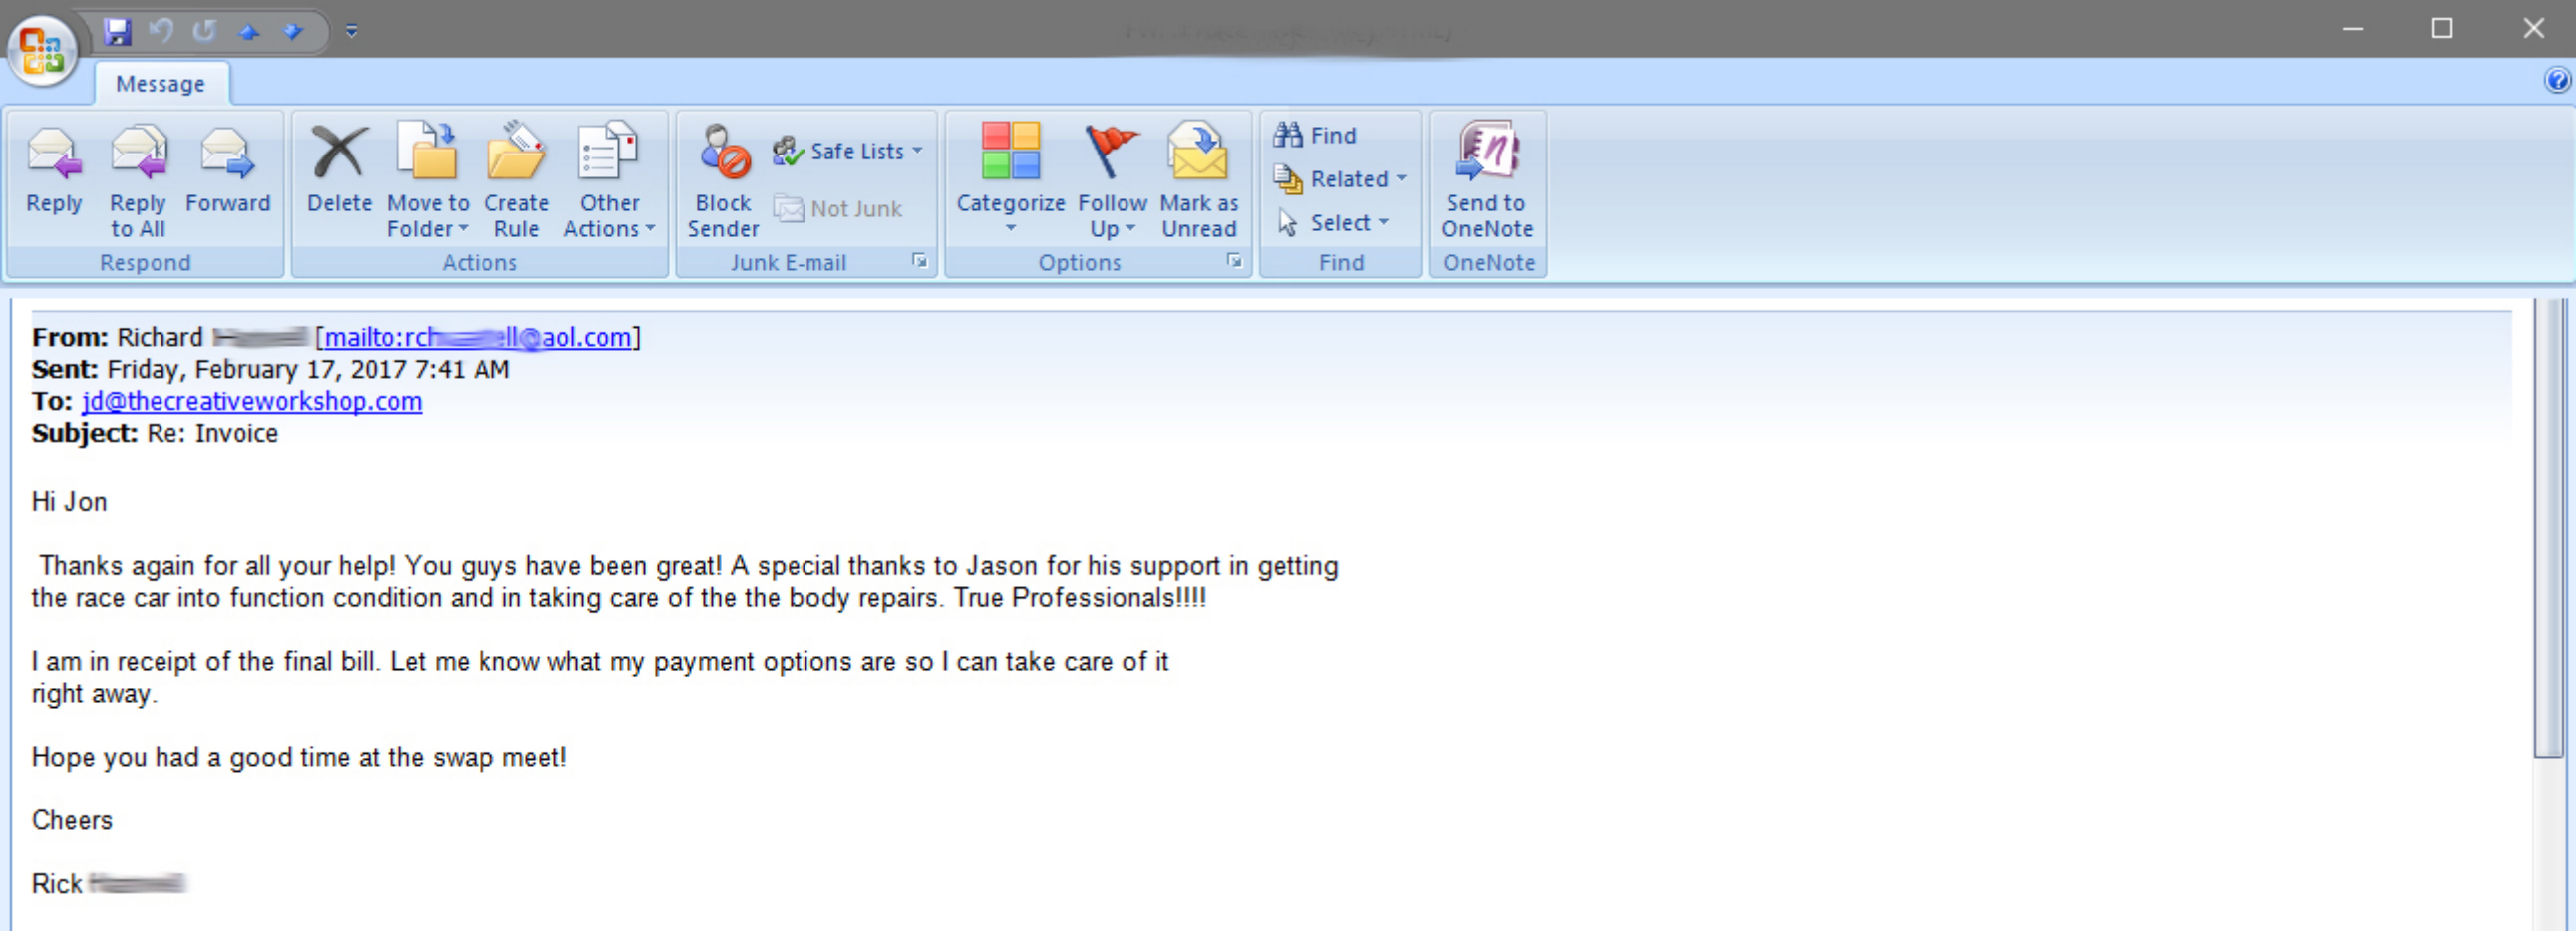 Message
Reply
Reply to All
Forward
Respond
Delete
Move to Folder
Create Rule
Other Actions
Actions
Block Sender
Safe Lists
Not Junk
Junk E-mail
Categorize
Follow Up
Mark as Unread
Options
Find
Related
Select
Find
Send to OneNote
OneNote
From: Richard [mailto:rch ell@aol.com]
Sent: Friday, February 17, 2017 7:41 AM
To: jd@thecreativeworkshop.com
Subject: Re: Invoice
Hi Jon
Thanks again for all your help! You guys have been great! A special thanks to Jason for his support in getting
the race car into function condition and in taking care of the the body repairs. True Professionals!!!!
I am in receipt of the final bill. Let me know what my payment options are so I can take care of it
right away.
Hope you had a good time at the swap meet!
Cheers
Rick